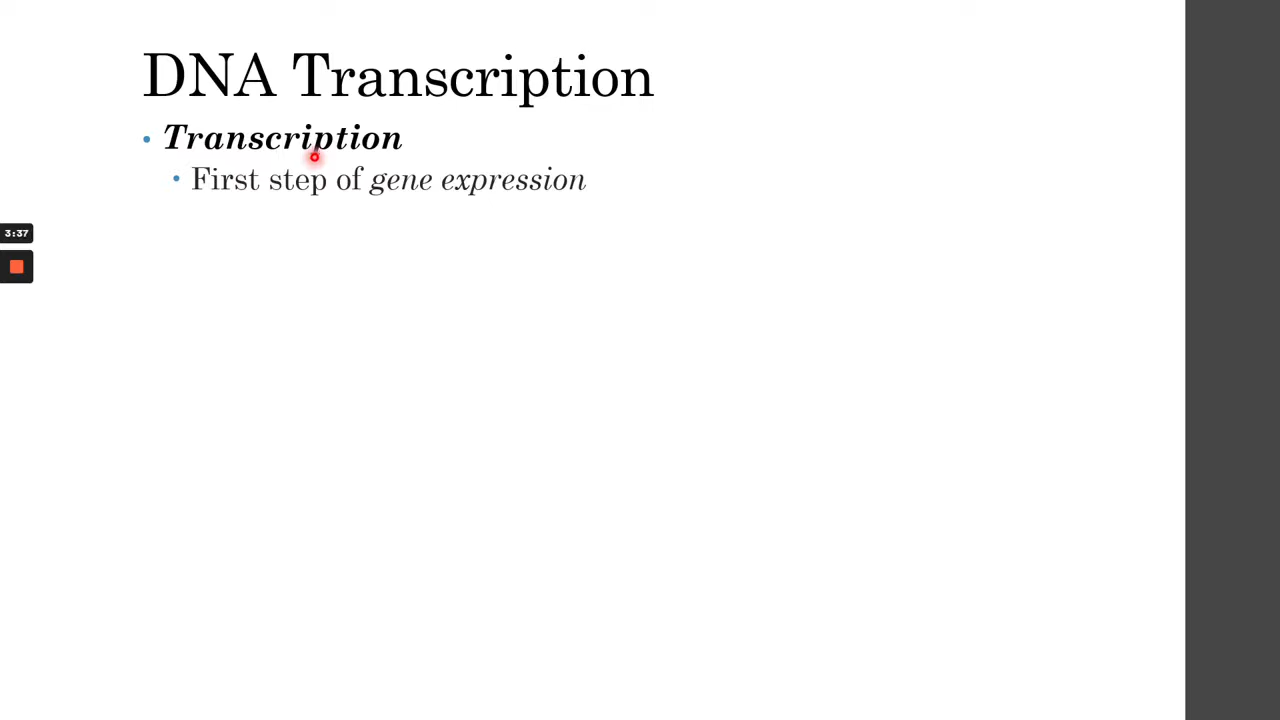 DNA Transcription
• Transcription
• First step of gene expression
3:37